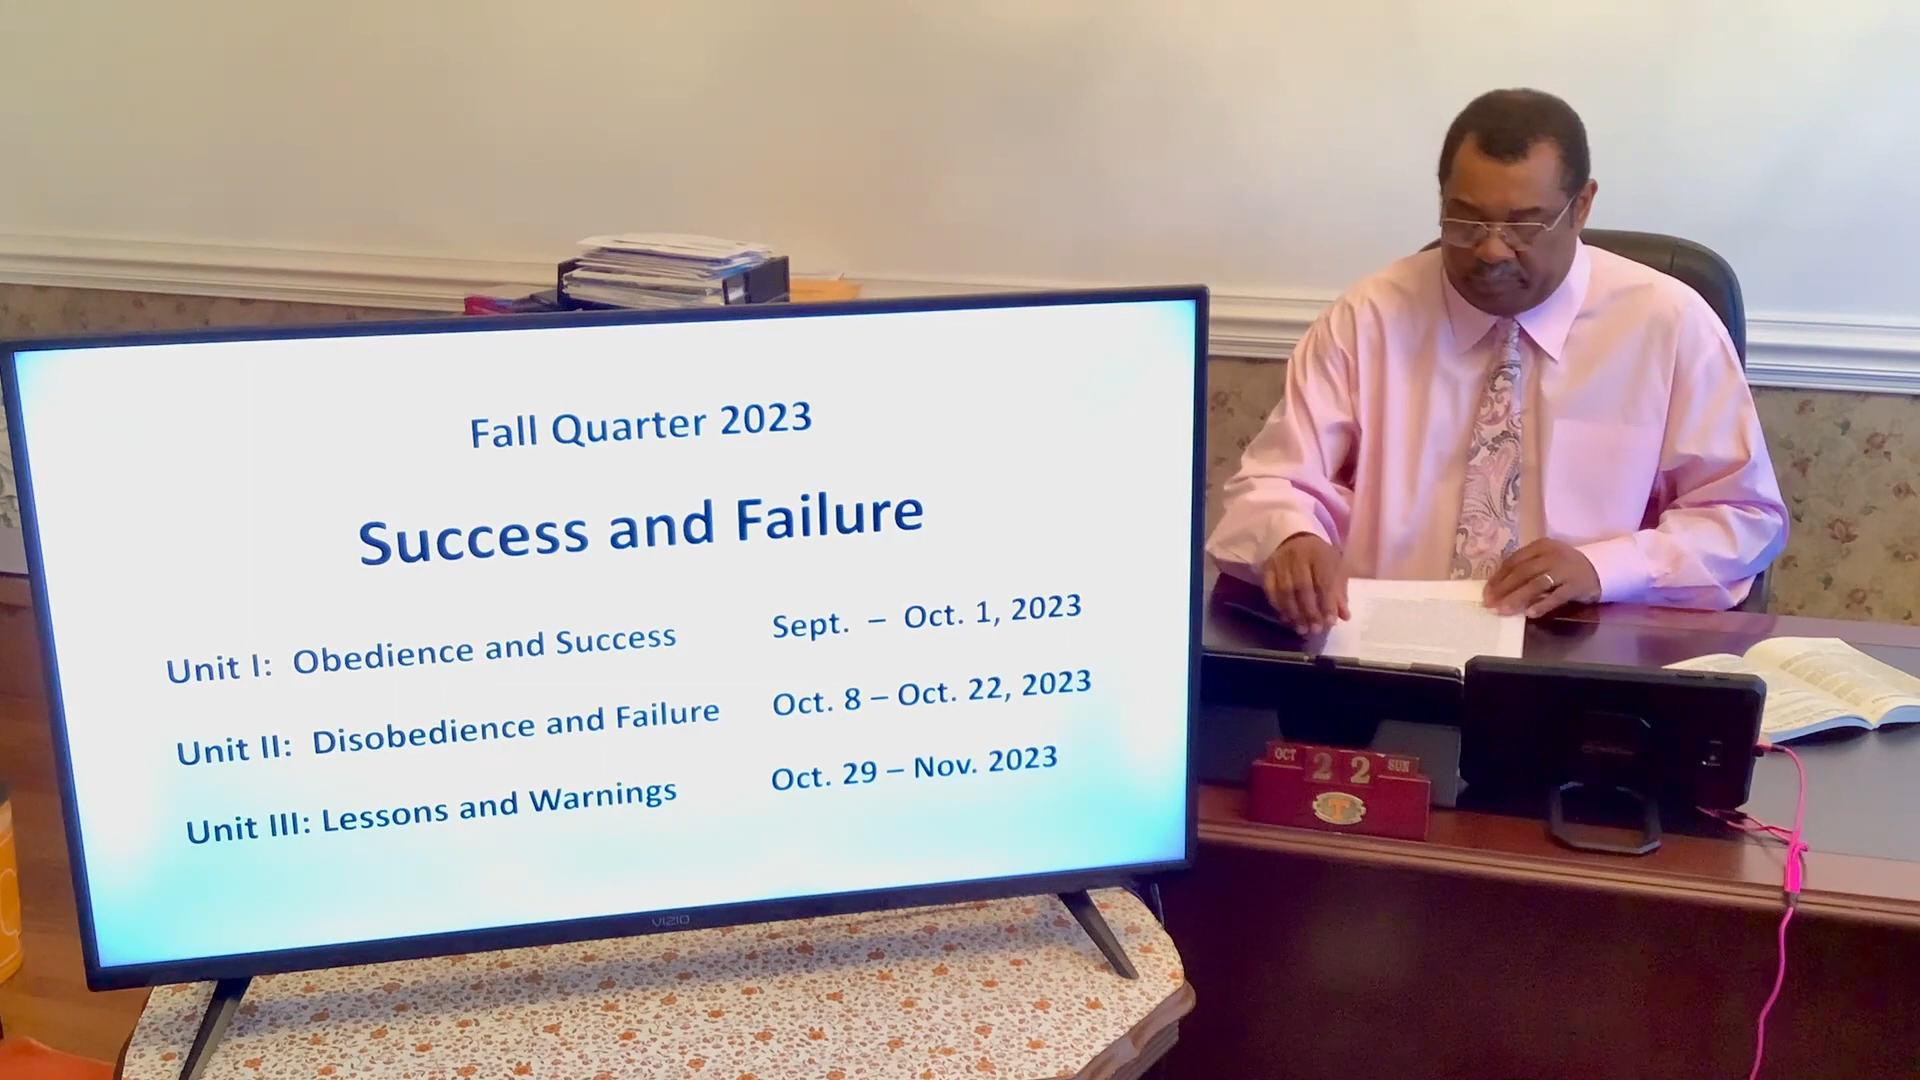 Fall Quarter 2023
Success and Failure
Unit I: Obedience and Success Sept. – Oct. 1, 2023
Unit II: Disobedience and Failure Oct. 8 – Oct. 22, 2023
Unit III: Lessons and Warnings Oct. 29 – Nov. 2023
VIZIO
OCT 22 SUN
T